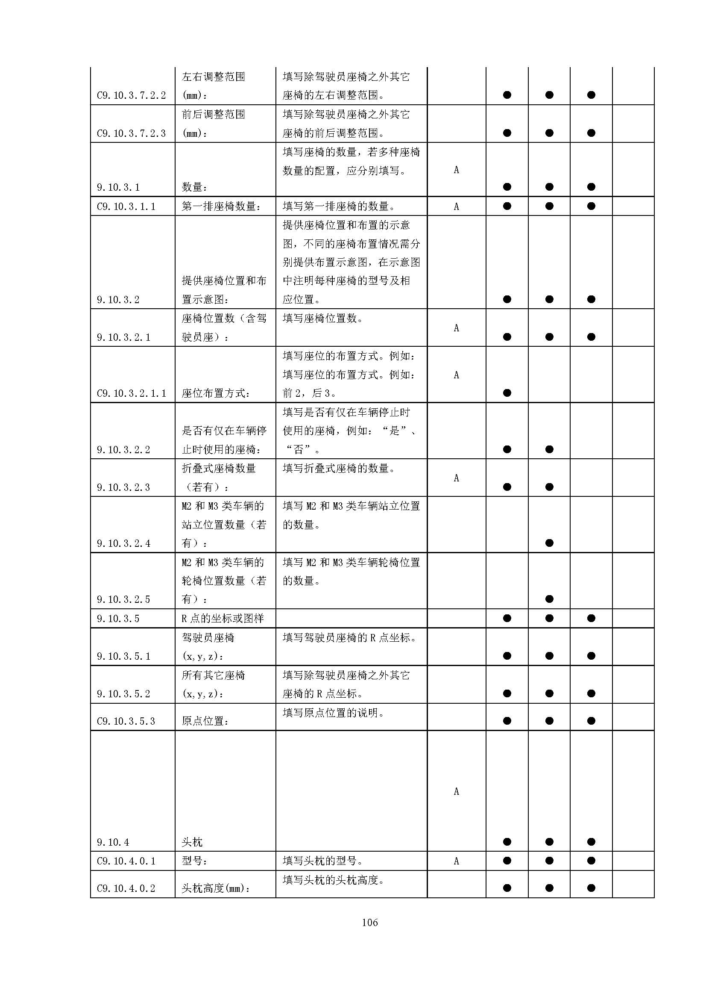 左右调整范围 填写除驾驶员座椅之外其它
C9.10.3.7.2.2 (mm): 座椅的左右调整范围。 ● ● ●
前后调整范围 填写除驾驶员座椅之外其它
C9.10.3.7.2.3 (mm): 座椅的前后调整范围。 ● ● ●
填写座椅的数量，若多种座椅
数量的配置，应分别填写。 A
9.10.3.1 数量： ● ● ●
C9.10.3.1.1 第一排座椅数量： 填写第一排座椅的数量。 A ● ● ●
提供座椅位置和布置的示意
图，不同的座椅布置情况需分
别提供布置示意图，在示意图
提供座椅位置和布 中注明每种座椅的型号及相
9.10.3.2 置示意图： 应位置。 ● ● ●
座椅位置数（含驾 填写座椅位置数。 A
9.10.3.2.1 驶员座）： ● ● ●
填写座位的布置方式。例如：
填写座位的布置方式。例如： A
C9.10.3.2.1.1 座位布置方式： 前2，后3。 ●
填写是否有仅在车辆停止时
是否有仅在车辆停 使用的座椅，例如：“是”、
9.10.3.2.2 止时使用的座椅： “否”。 ● ●
折叠式座椅数量 填写折叠式座椅的数量。 A
9.10.3.2.3 （若有）： ● ●
M2和M3类车辆的 填写M2和M3类车辆站立位置
站立位置数量（若 的数量。
9.10.3.2.4 有）： ●
M2和M3类车辆的 填写M2和M3类车辆轮椅位置
轮椅位置数量（若 的数量。
9.10.3.2.5 有）： ●
9.10.3.5 R点的坐标或图样 ● ● ●
驾驶员座椅 填写驾驶员座椅的R点坐标。
9.10.3.5.1 (x,y,z): ● ● ●
所有其它座椅 填写除驾驶员座椅之外其它
9.10.3.5.2 (x,y,z): 座椅的R点坐标。 ● ● ●
填写原点位置的说明。
C9.10.3.5.3 原点位置： ● ● ●
A
9.10.4 头枕 ● ● ●
C9.10.4.0.1 型号： 填写头枕的型号。 A ● ● ●
填写头枕的头枕高度。
C9.10.4.0.2 头枕高度(mm): ● ● ●
106